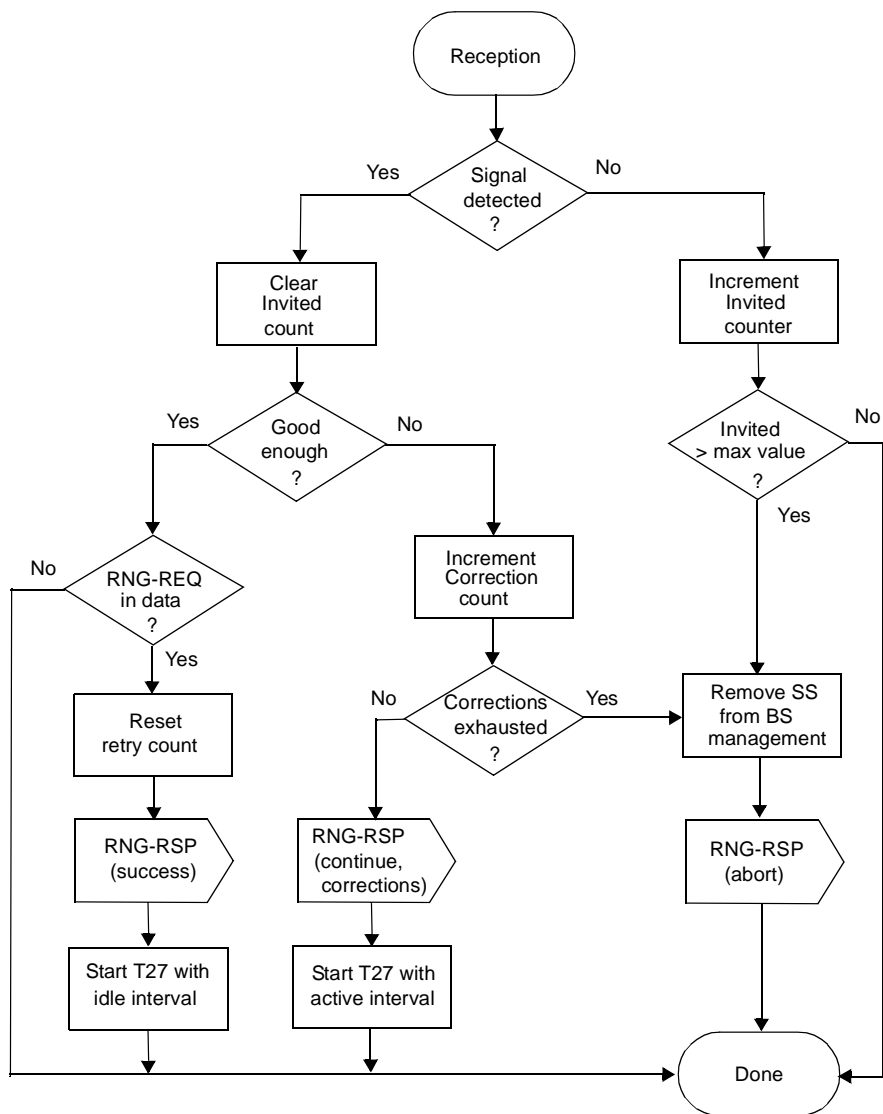 Reception
Yes
Signal
detected
?
No
Clear
Invited
count
Increment
Invited
counter
Yes
Good
enough
?
No
Invited
> max value
?
No
Yes
No
RNG-REQ
in data
?
Yes
Increment
Correction
count
Reset
retry count
No
Corrections
exhausted
?
Yes
Remove SS
from BS
management
RNG-RSP
(success)
RNG-RSP
(continue,
corrections)
RNG-RSP
(abort)
Start T27 with
idle interval
Start T27 with
active interval
Done